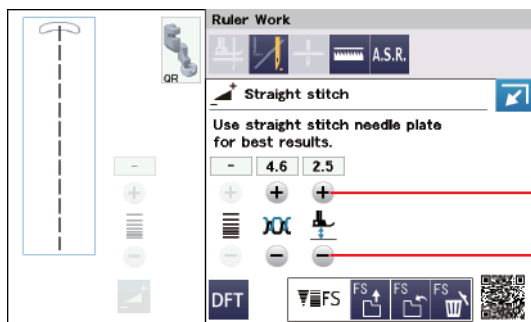 Ruler Work
QR
A.S.R.
Straight stitch
Use straight stitch needle plate
for best results.
- - 4.6 2.5
DFT
FS
FS FS FS